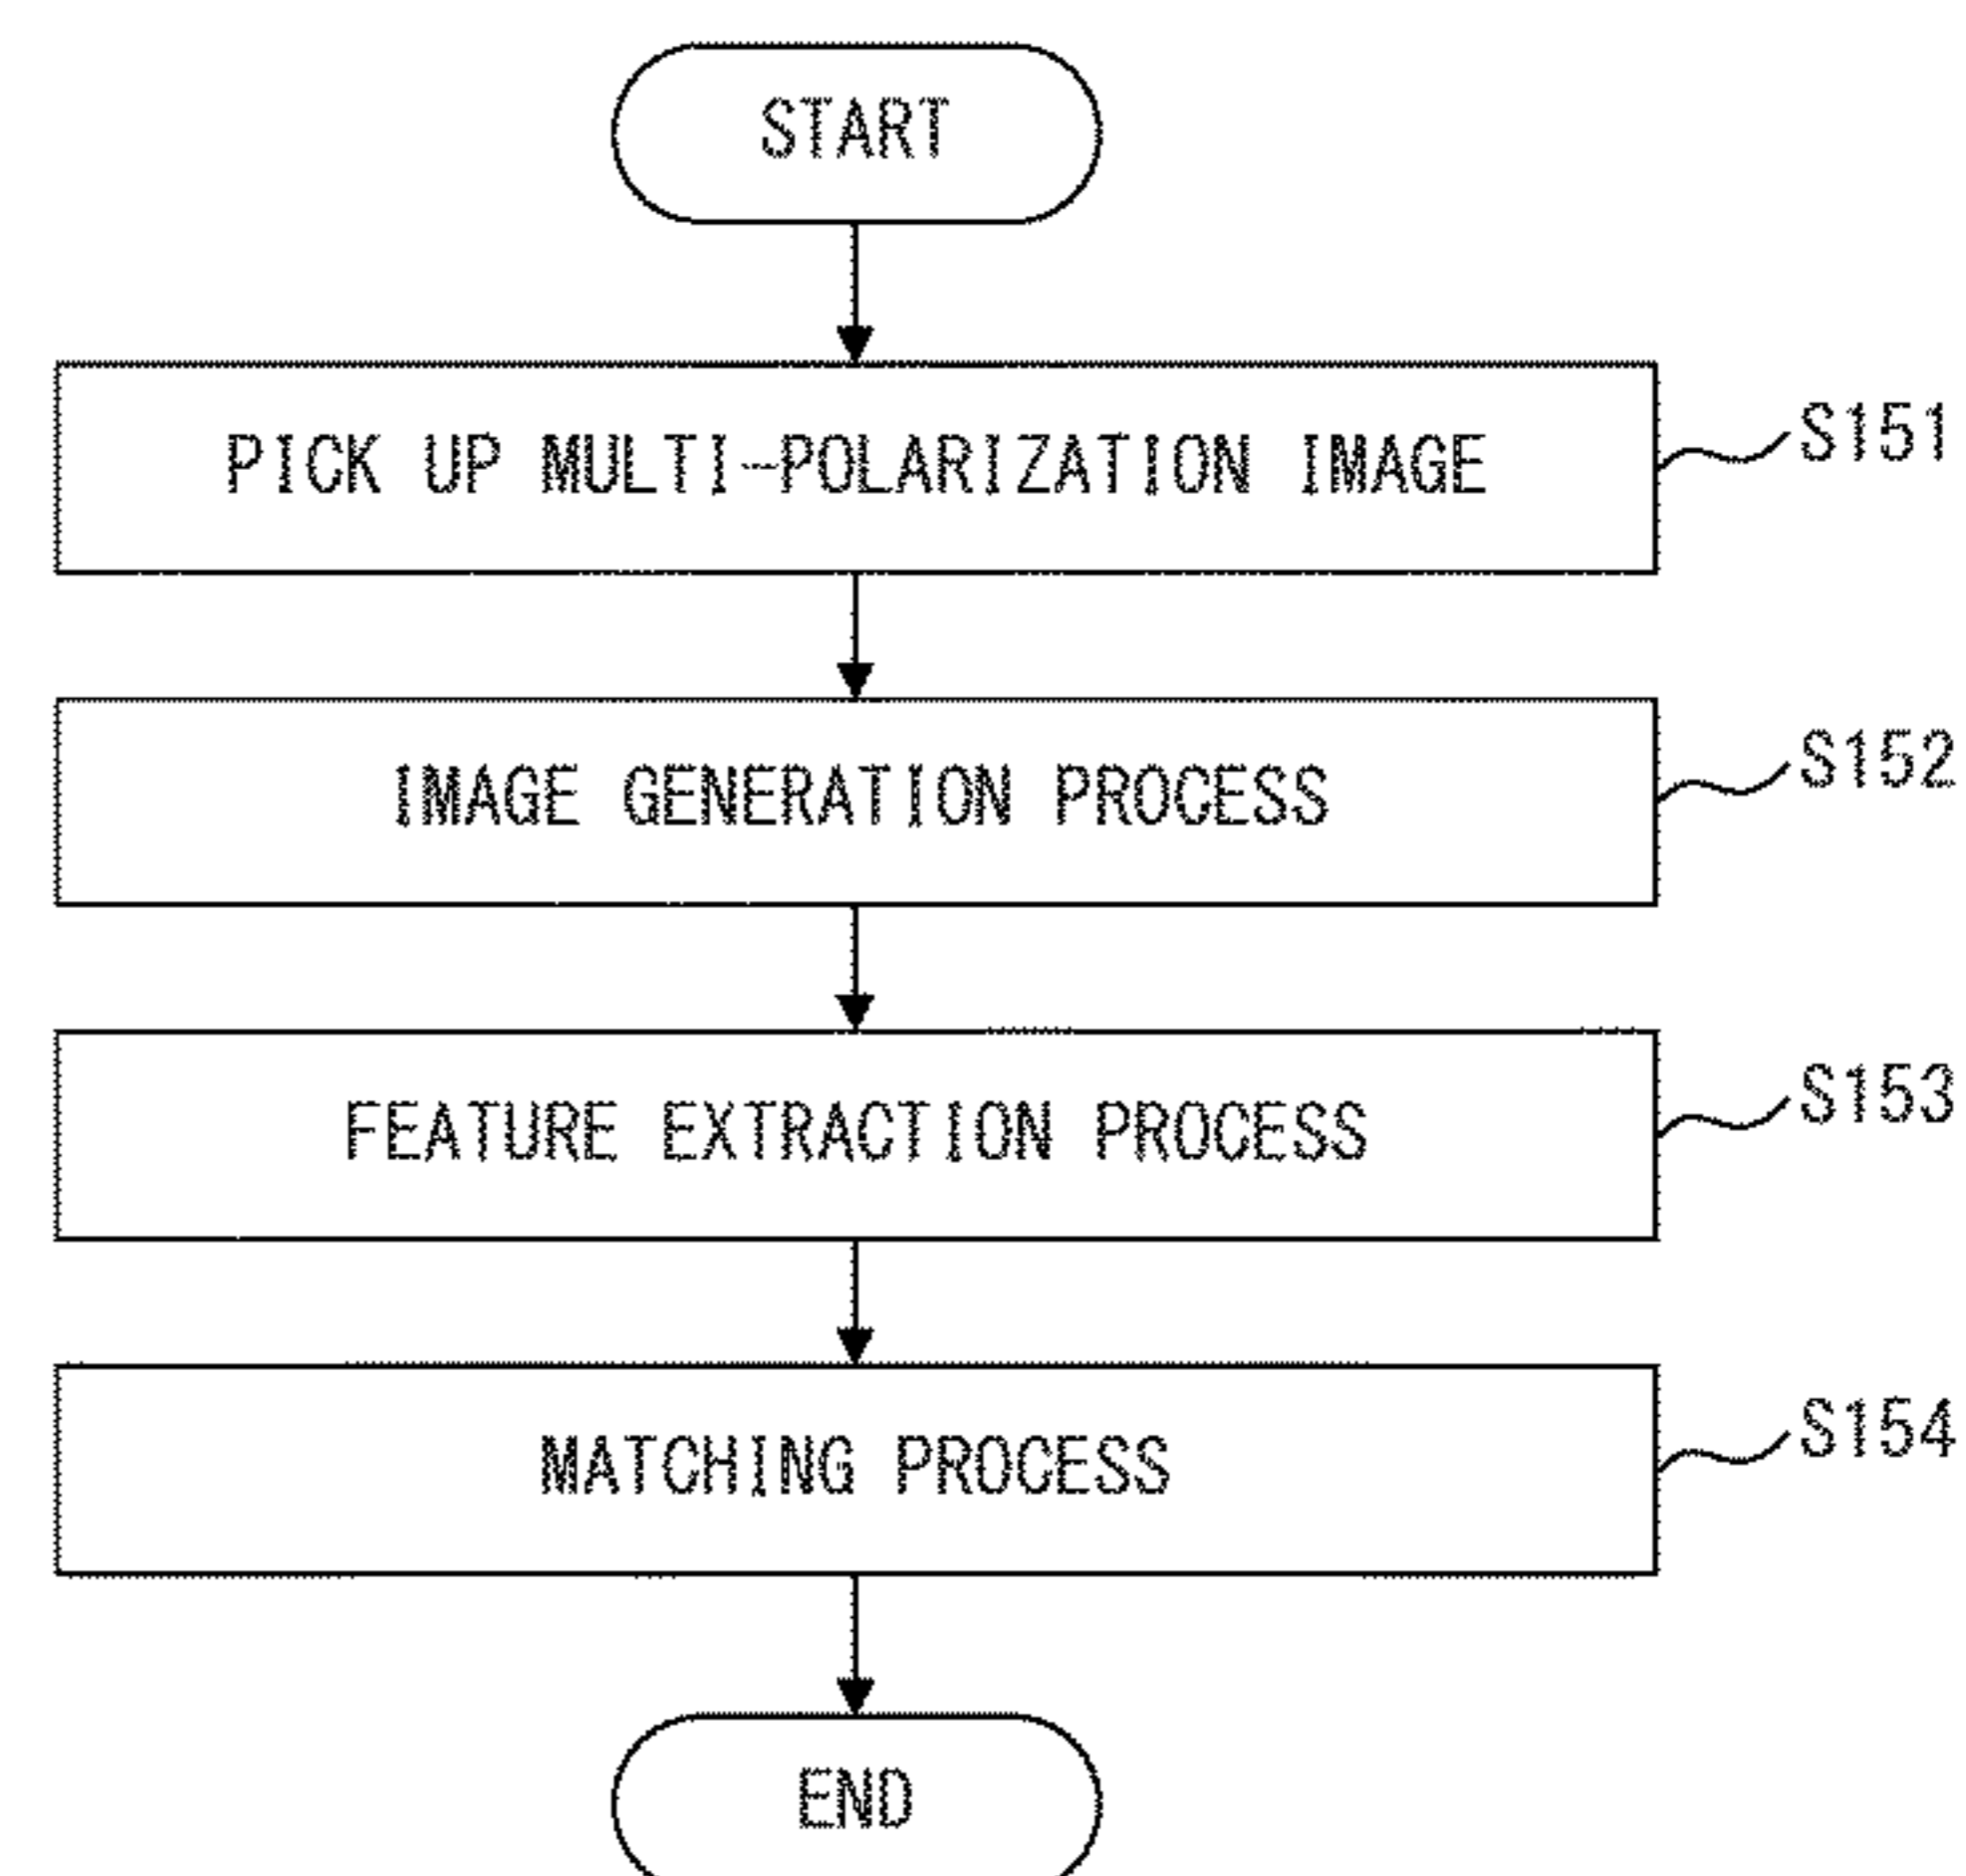 START
PICK UP MULTI-POLARIZATION IMAGE
S151
IMAGE GENERATION PROCESS
S152
FEATURE EXTRACTION PROCESS
S153
MATCHING PROCESS
S154
END